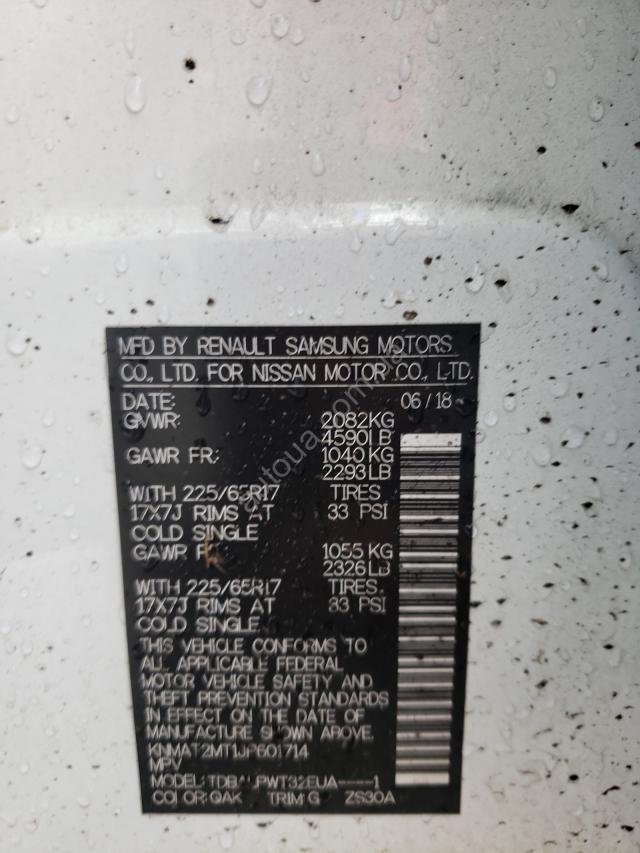 MFD BY RENAULT SAMSUNG MOTORS
CO., LTD. FOR NISSAN MOTOR CO., LTD.
DATE: 06/18
GVWR: 2082KG
4590LB
GAWR FR: 1040KG
2293LB
WITH 225/65R17 TIRES
17X7J RIMS AT 33 PSI
COLD SINGLE
GAWR 1055KG
2326LB
WITH 225/65R17 TIRES
17X7J RIMS AT 33 PSI
COLD SINGLE
THIS VEHICLE CONFORMS TO
ALL APPLICABLE FEDERAL
MOTOR VEHICLE SAFETY AND
THEFT PREVENTION STANDARDS
IN EFFECT ON THE DATE OF
MANUFACTURE SHOWN ABOVE.
KNMAT2MT1JP601714
MPV
MODEL:
COLOR:QAK TRIM:G ZS30A